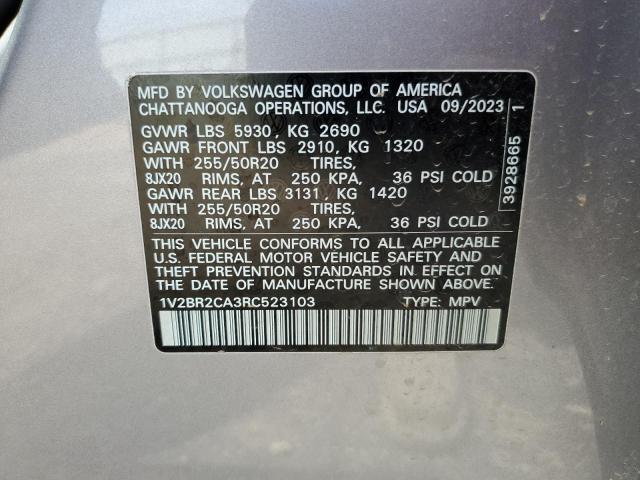 MFD BY VOLKSWAGEN GROUP OF AMERICA
CHATTANOOGA OPERATIONS, LLC. USA 09/2023
GVWR LBS 5930, KG 2690
GAWR FRONT LBS 2910, KG 1320
WITH 255/50R20 TIRES,
8JX20 RIMS, AT 250 KPA, 36 PSI COLD
GAWR REAR LBS 3131, KG 1420
WITH 255/50R20 TIRES,
8JX20 RIMS, AT 250 KPA, 36 PSI COLD
THIS VEHICLE CONFORMS TO ALL APPLICABLE
U.S. FEDERAL MOTOR VEHICLE SAFETY AND
THEFT PREVENTION STANDARDS IN EFFECT ON
THE DATE OF MANUFACTURE SHOWN ABOVE.
1V2BR2CA3RC523103 TYPE: MPV
3928665 1